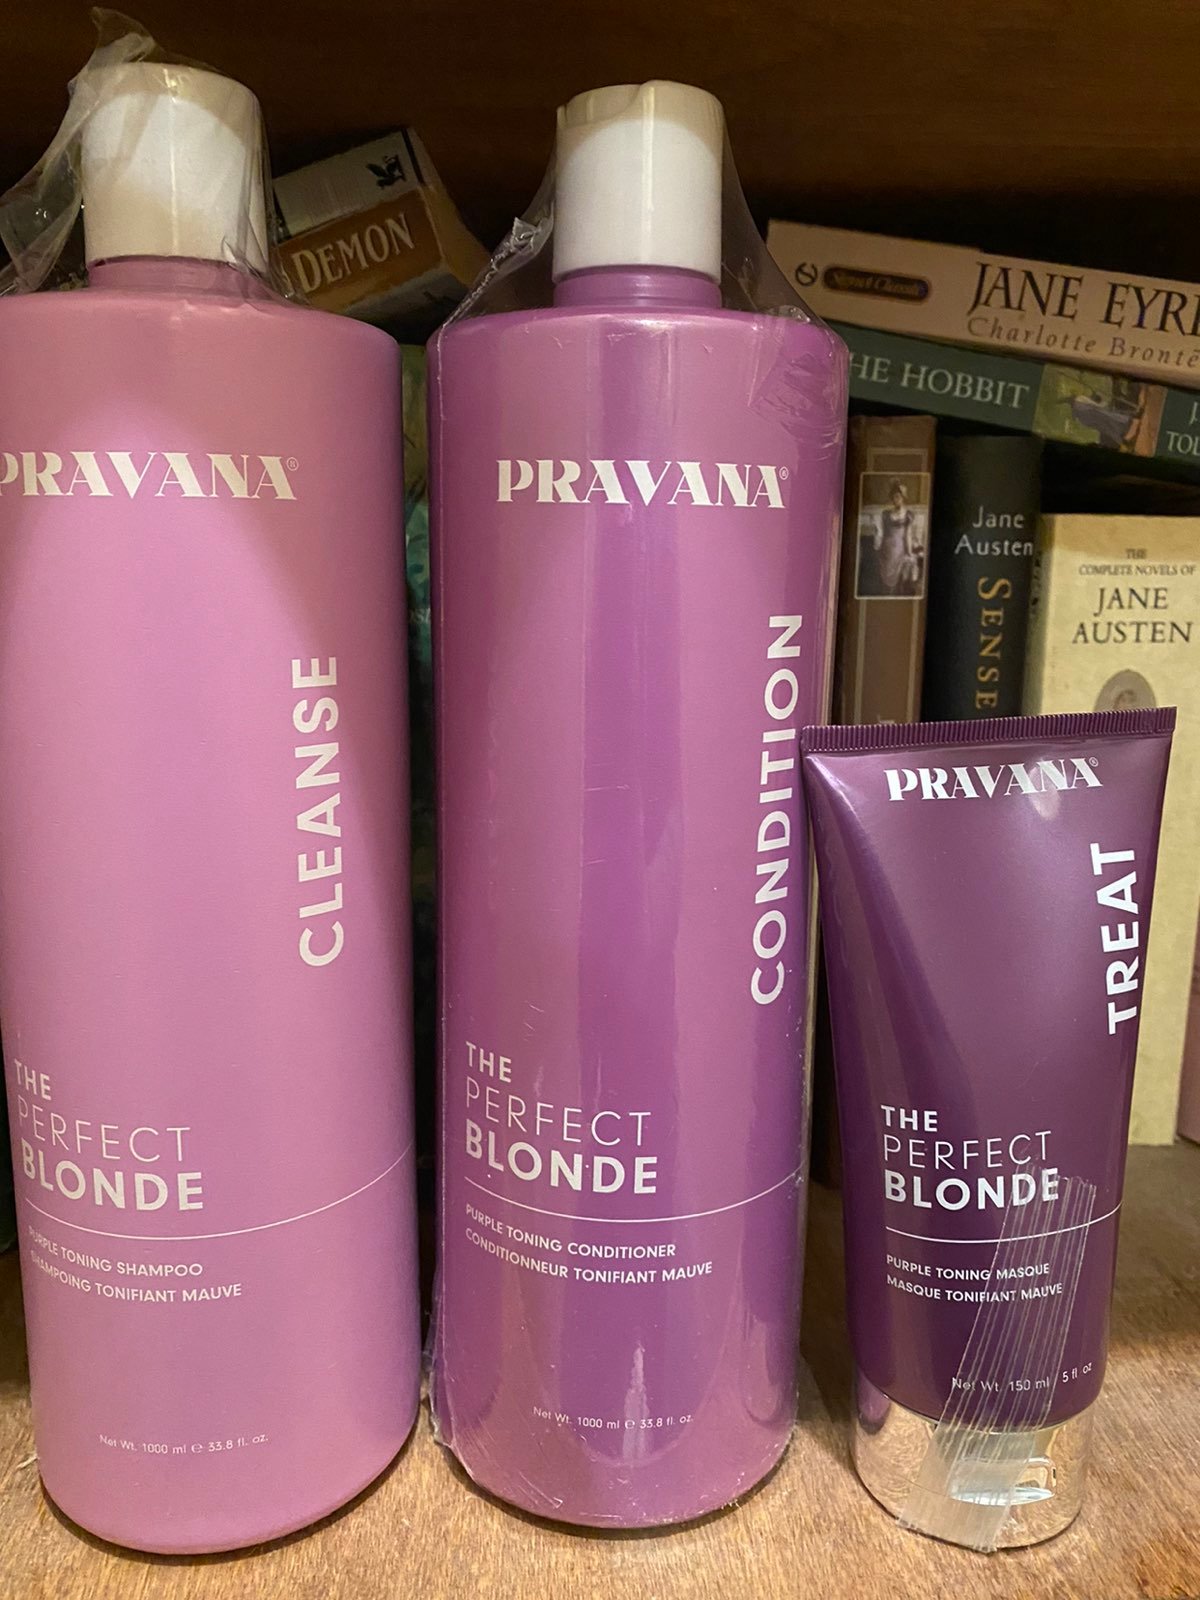 PRAVANA®
CLEANSE
THE
PERFECT
BLONDE
PURPLE TONING SHAMPOO
SHAMPOING TONIFIANT MAUVE
Net Wt. 1000 ml ℮ 33.8 fl. oz.
PRAVANA®
CONDITION
THE
PERFECT
BLONDE
PURPLE TONING CONDITIONER
CONDITIONNEUR TONIFIANT MAUVE
Net Wt. 1000 ml ℮ 33.8 fl. oz.
PRAVANA®
TREAT
THE
PERFECT
BLONDE
PURPLE TONING MASQUE
MASQUE TONIFIANT MAUVE
Net Wt. 150 ml 5 fl oz
DEMON
Signet Classics
JANE EYRE
Charlotte Brontë
HE HOBBIT
Jane
Austen
SENSE
THE
COMPLETE NOVELS OF
JANE
AUSTEN